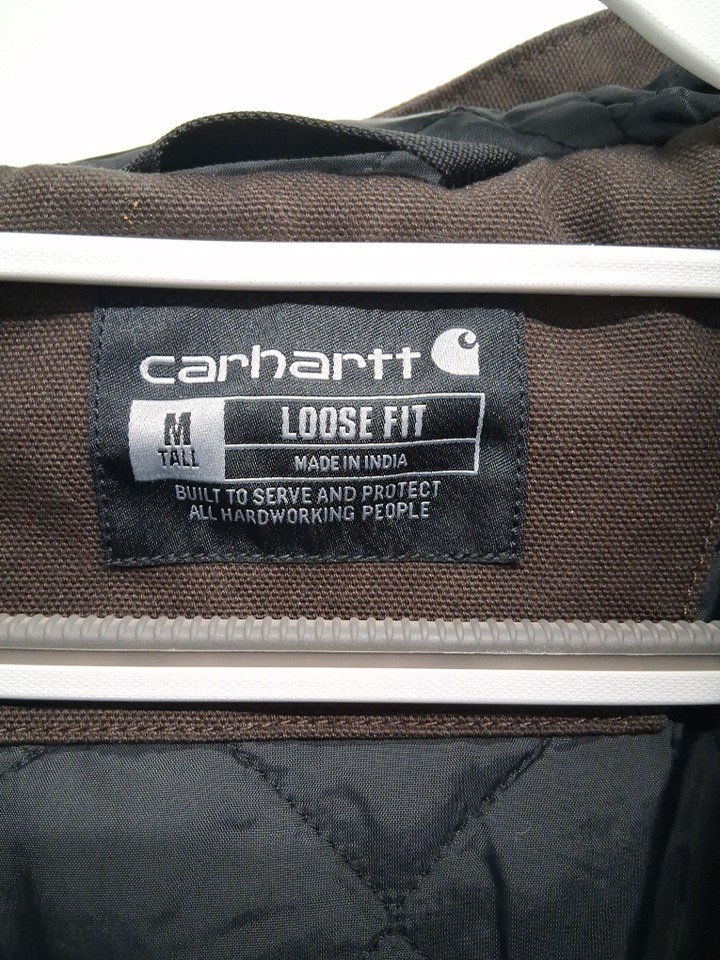 carhartt
M
TALL
LOOSE FIT
MADE IN INDIA
BUILT TO SERVE AND PROTECT
ALL HARDWORKING PEOPLE